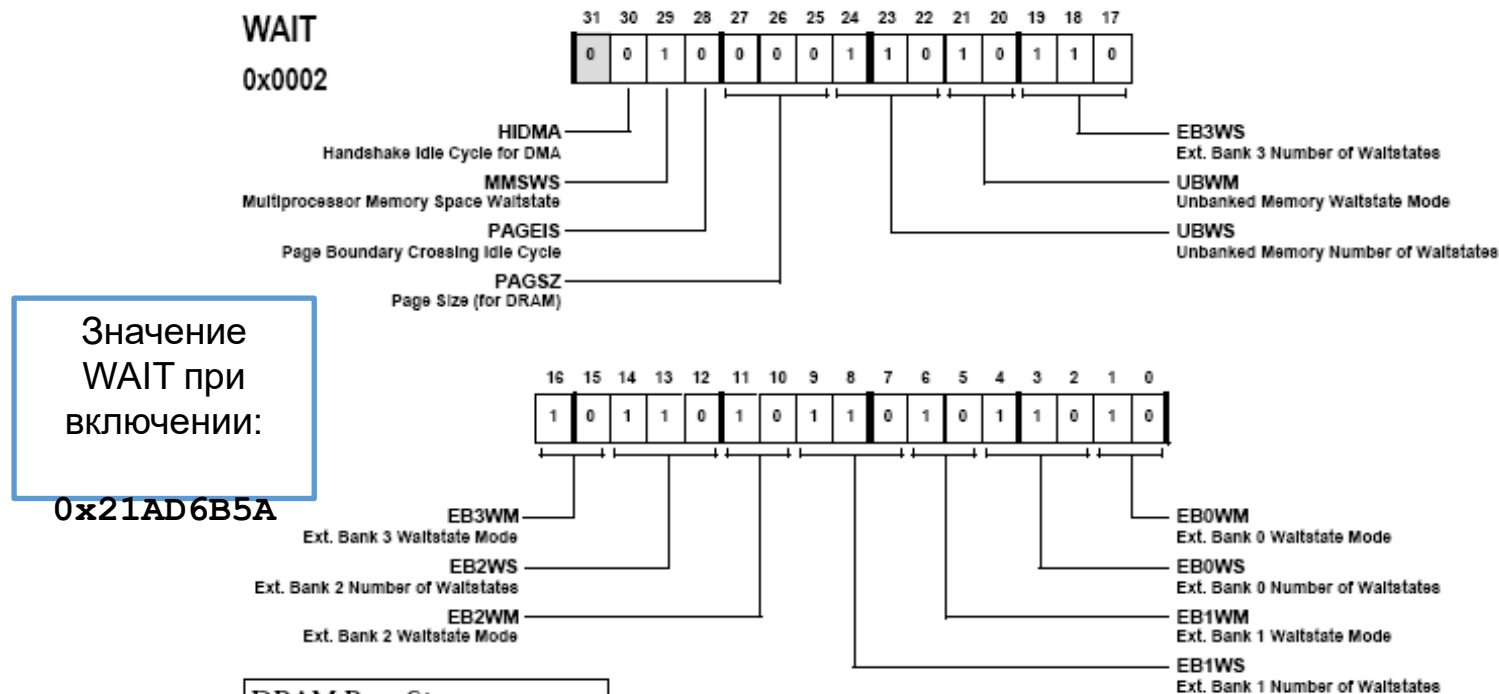 WAIT
0x0002
31 30 29 28 27 26 25 24 23 22 21 20 19 18 17
0 0 1 0 0 0 0 1 1 0 1 0 1 1 0
HIDMA
Handshake Idle Cycle for DMA
MMSWS
Multiprocessor Memory Space Waitstate
PAGEIS
Page Boundary Crossing Idle Cycle
PAGSZ
Page Size (for DRAM)
EB3WS
Ext. Bank 3 Number of Waitstates
UBWM
Unbanked Memory Waitstate Mode
UBWS
Unbanked Memory Number of Waitstates
Значение
WAIT при
включении:
0x21AD6B5A
16 15 14 13 12 11 10 9 8 7 6 5 4 3 2 1 0
1 0 1 1 0 1 0 1 1 0 1 0 1 1 0 1 0
EB3WM
Ext. Bank 3 Waitstate Mode
EB2WS
Ext. Bank 2 Number of Waitstates
EB2WM
Ext. Bank 2 Waitstate Mode
EB0WM
Ext. Bank 0 Waitstate Mode
EB0WS
Ext. Bank 0 Number of Waitstates
EB1WM
Ext. Bank 1 Waitstate Mode
EB1WS
Ext. Bank 1 Number of Waitstates
DRAM